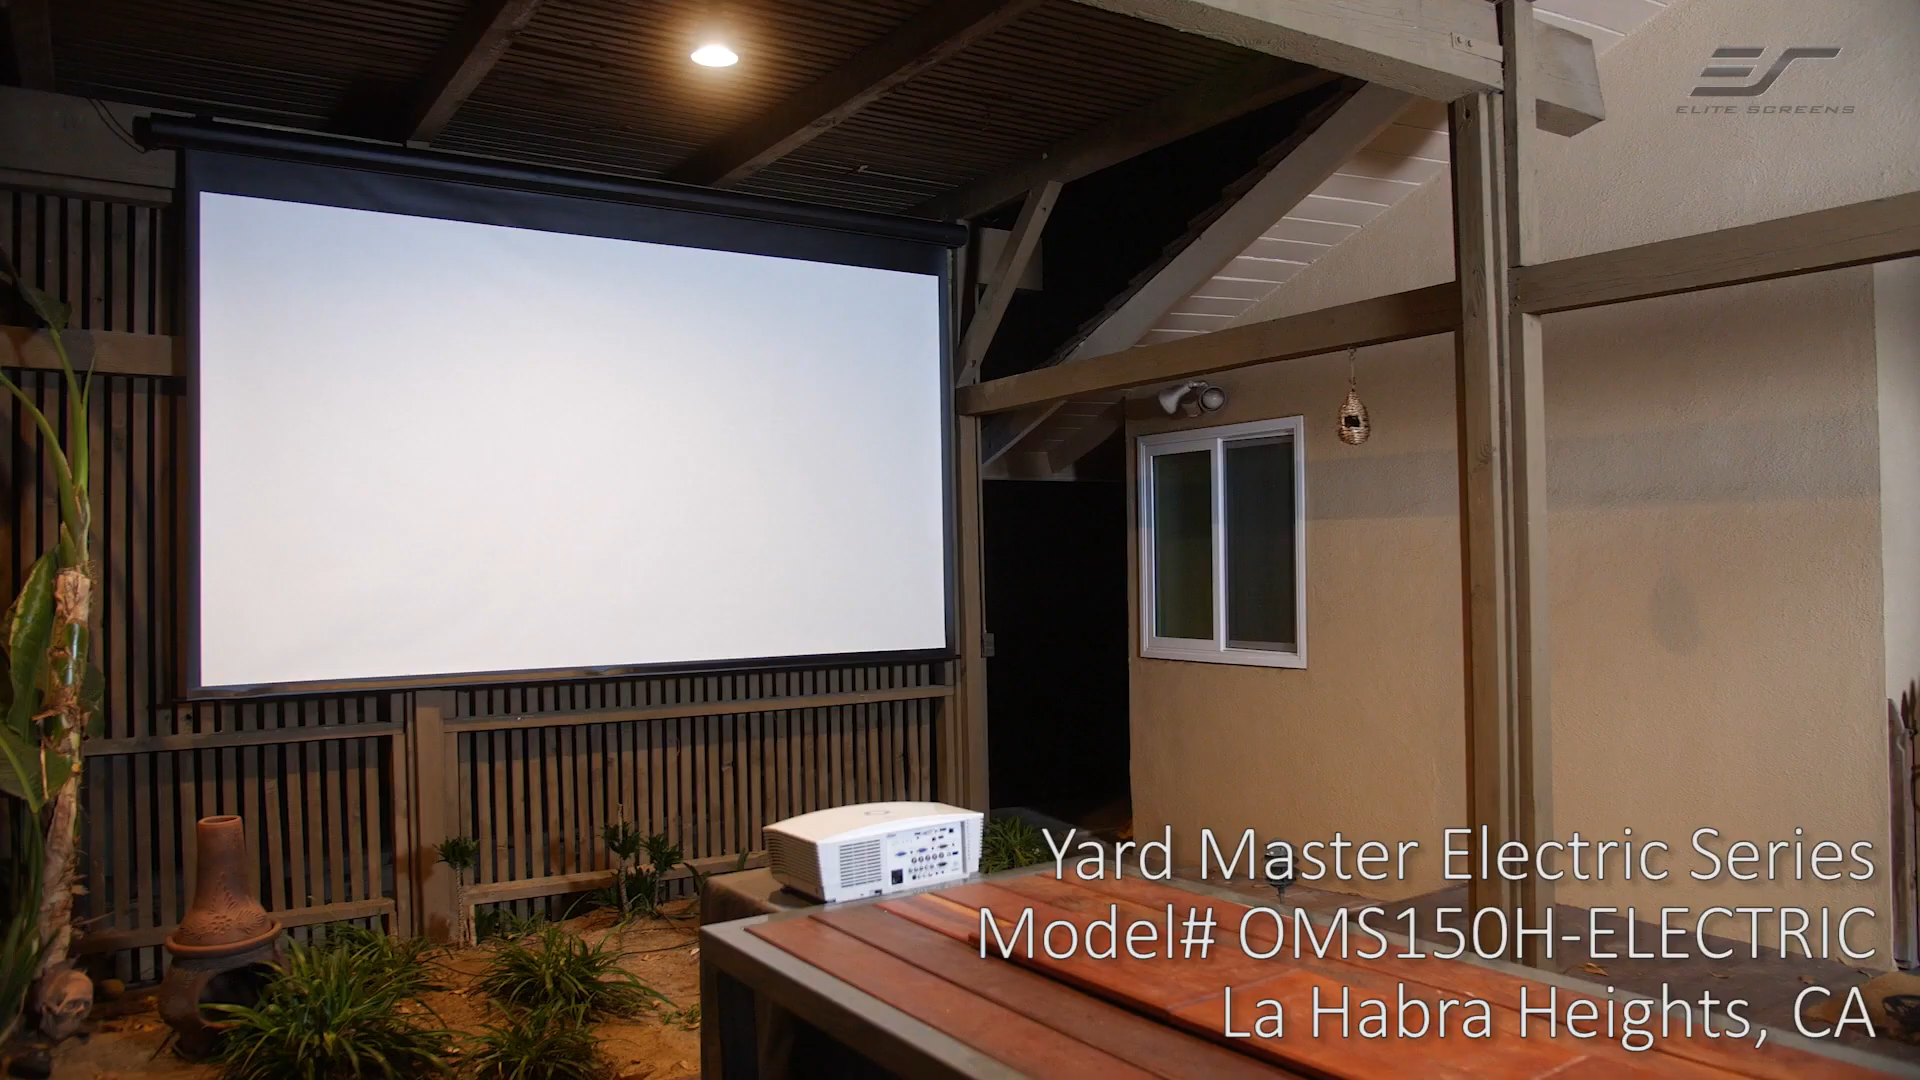 ELITE SCREENS
Yard Master Electric Series
Model# OMS150H-ELECTRIC
La Habra Heights, CA